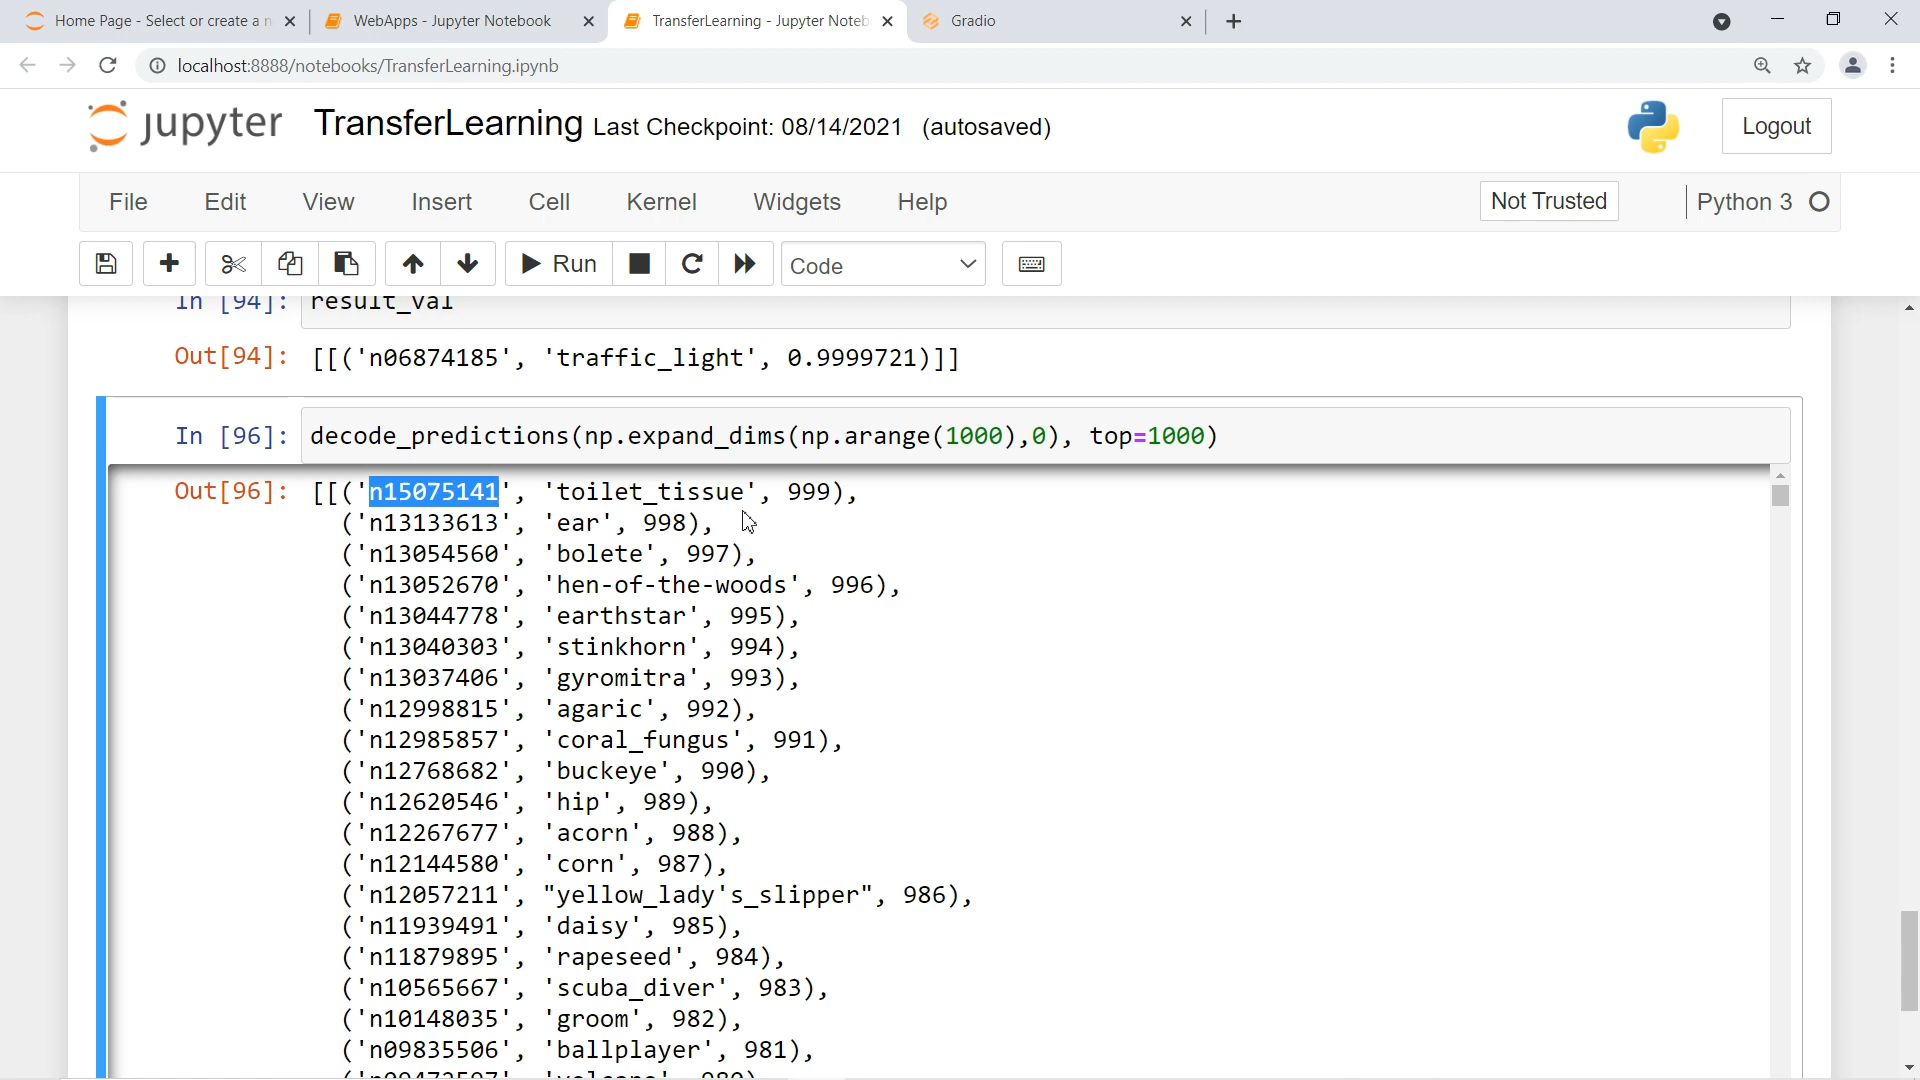 Home Page - Select or create a n
WebApps - Jupyter Notebook
TransferLearning - Jupyter Noteb
Gradio
localhost:8888/notebooks/TransferLearning.ipynb
jupyter
TransferLearning Last Checkpoint: 08/14/2021 (autosaved)
Logout
File Edit View Insert Cell Kernel Widgets Help
Not Trusted
Python 3
Run
Code
In [94]: result_val
Out[94]: [[('n06874185', 'traffic_light', 0.9999721)]]
In [96]: decode_predictions(np.expand_dims(np.arange(1000),0), top=1000)
Out[96]: [[('n15075141', 'toilet_tissue', 999),
('n13133613', 'ear', 998),
('n13054560', 'bolete', 997),
('n13052670', 'hen-of-the-woods', 996),
('n13044778', 'earthstar', 995),
('n13040303', 'stinkhorn', 994),
('n13037406', 'gyromitra', 993),
('n12998815', 'agaric', 992),
('n12985857', 'coral_fungus', 991),
('n12768682', 'buckeye', 990),
('n12620546', 'hip', 989),
('n12267677', 'acorn', 988),
('n12144580', 'corn', 987),
('n12057211', "yellow_lady's_slipper", 986),
('n11939491', 'daisy', 985),
('n11879895', 'rapeseed', 984),
('n10565667', 'scuba_diver', 983),
('n10148035', 'groom', 982),
('n09835506', 'ballplayer', 981),